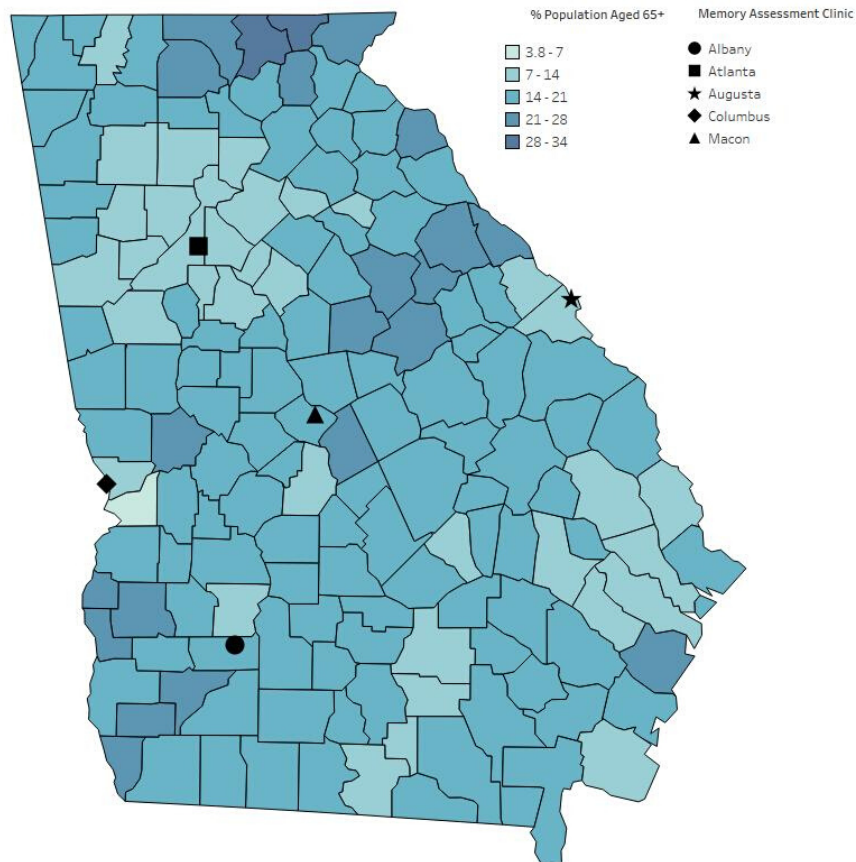 % Population Aged 65+
3.8 - 7
7 - 14
14 - 21
21 - 28
28 - 34
Memory Assessment Clinic
Albany
Atlanta
Augusta
Columbus
Macon